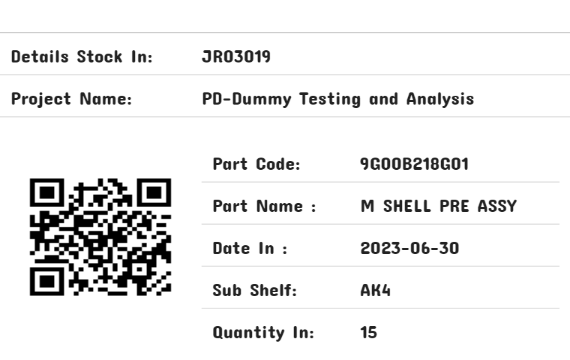 Details Stock In: JR03019
Project Name: PD-Dummy Testing and Analysis
Part Code: 9G00B218G01
Part Name : M SHELL PRE ASSY
Date In : 2023-06-30
Sub Shelf: AK4
Quantity In: 15